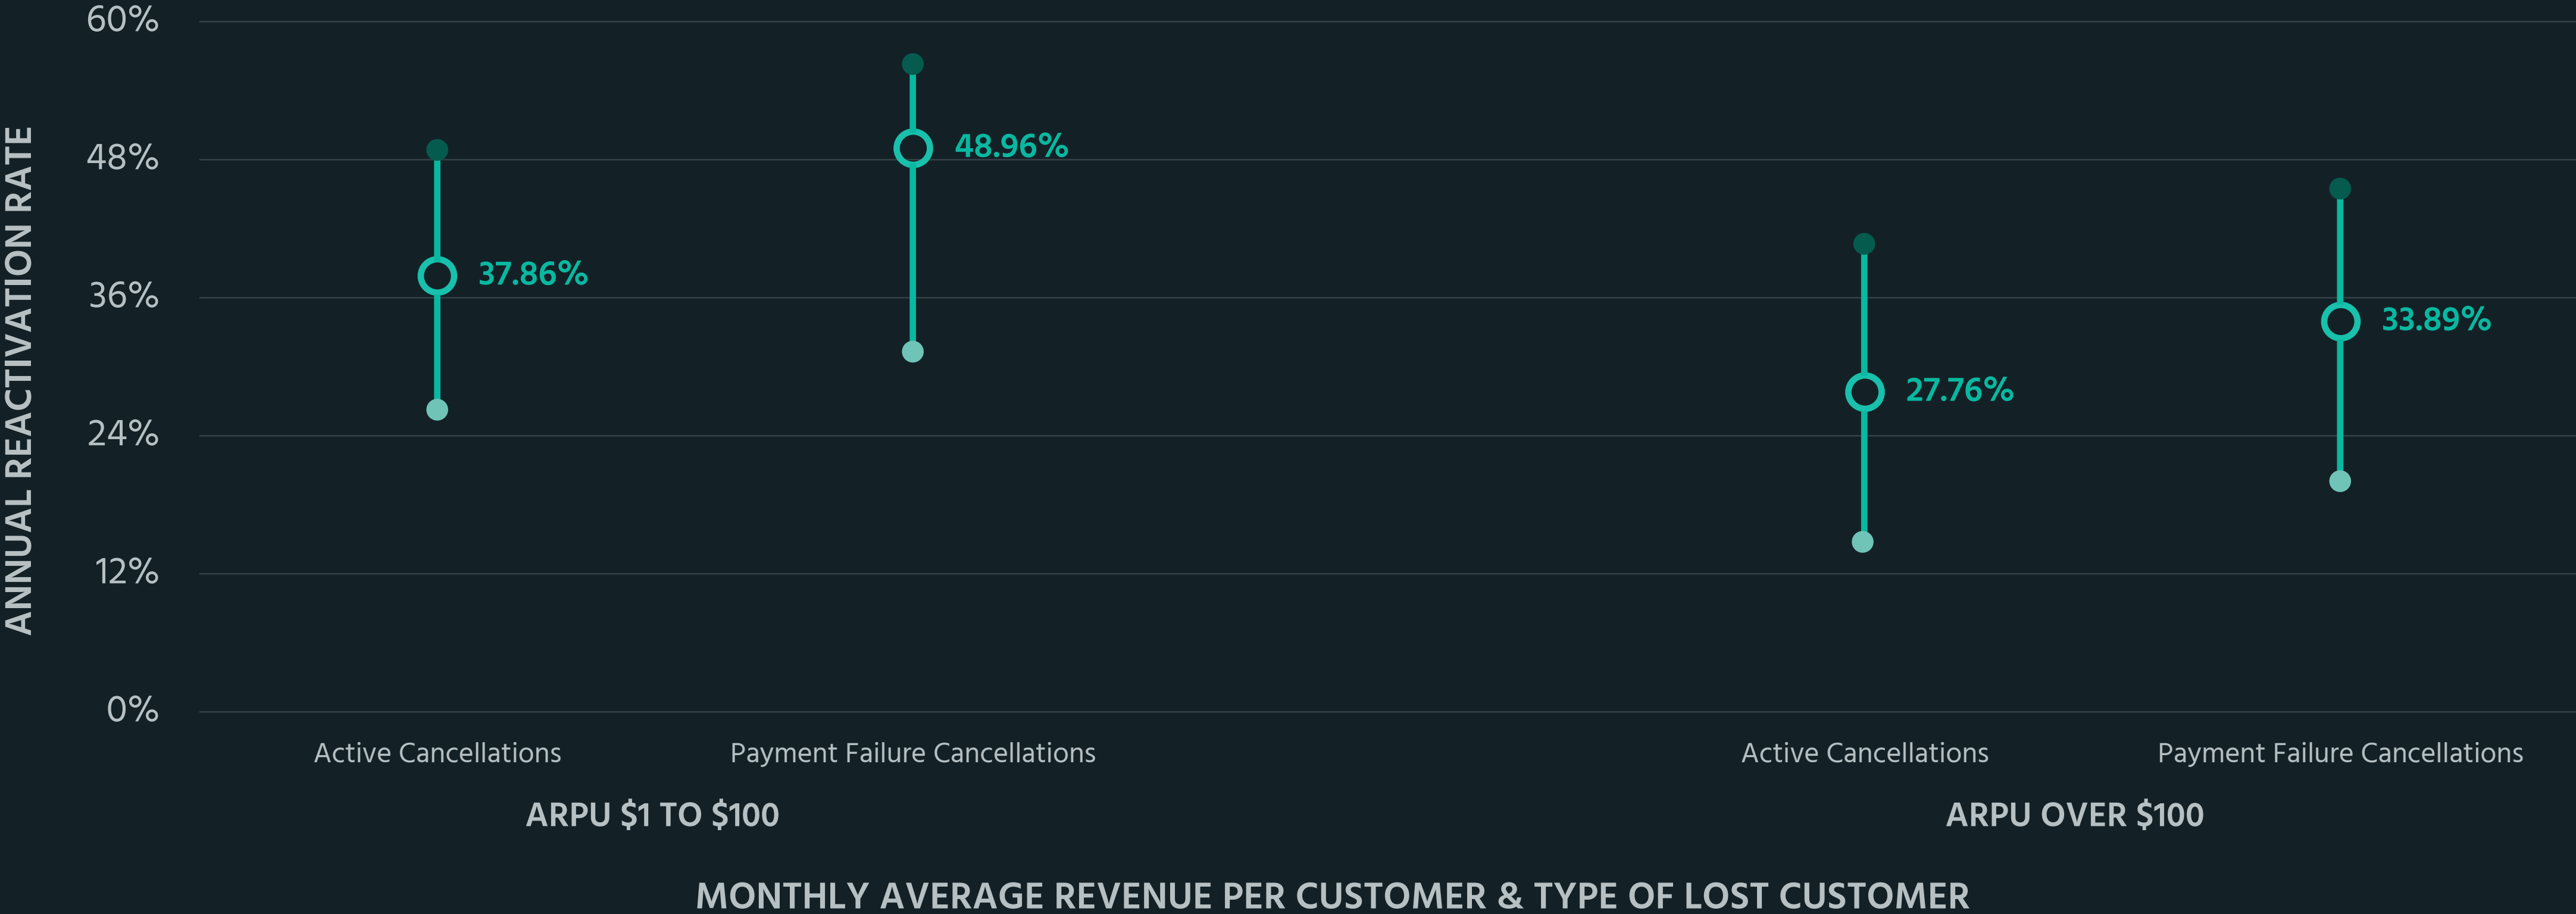 ANNUAL REACTIVATION RATE
60%
48%
36%
24%
12%
0%
37.86%
48.96%
27.76%
33.89%
Active Cancellations
Payment Failure Cancellations
Active Cancellations
Payment Failure Cancellations
ARPU $1 TO $100
ARPU OVER $100
MONTHLY AVERAGE REVENUE PER CUSTOMER & TYPE OF LOST CUSTOMER